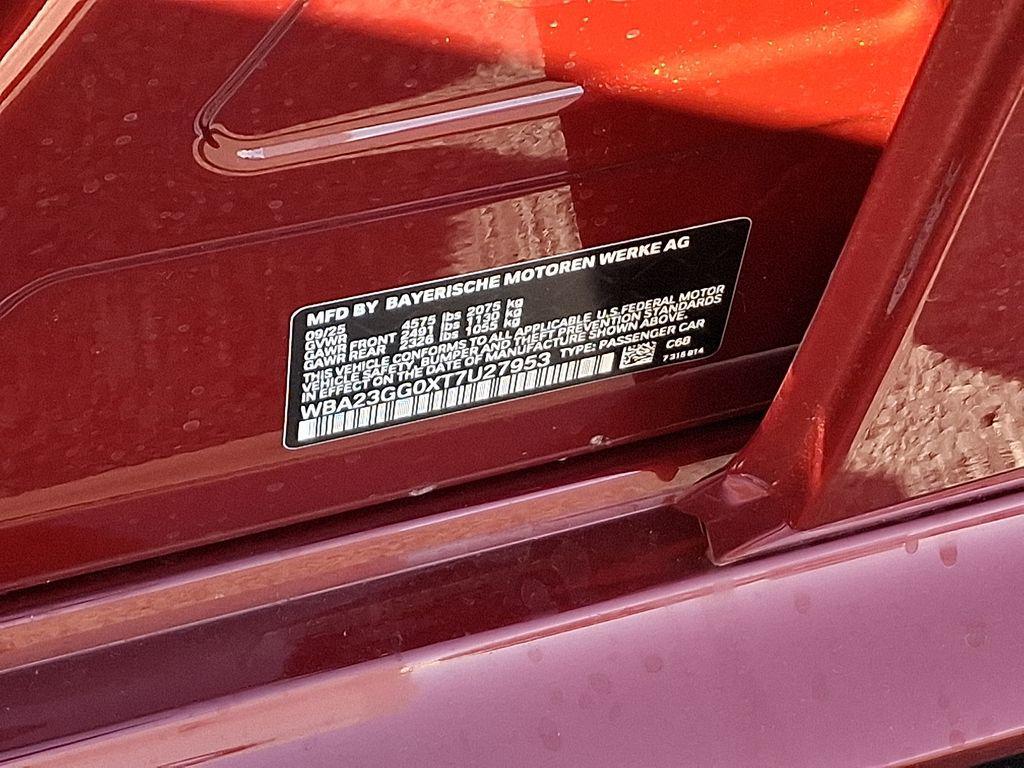 MFD BY BAYERISCHE MOTOREN WERKE AG
09/25
GVWR 4575 lbs 2075 kg
GAWR FRONT 2491 lbs 1130 kg
GAWR REAR 2326 lbs 1055 kg
THIS VEHICLE CONFORMS TO ALL APPLICABLE U.S.FEDERAL MOTOR
VEHICLE SAFETY, BUMPER AND THEFT PREVENTION STANDARDS
IN EFFECT ON THE DATE OF MANUFACTURE SHOWN ABOVE.
WBA23GG0XT7U27953 TYPE: PASSENGER CAR
C68
7 315 814